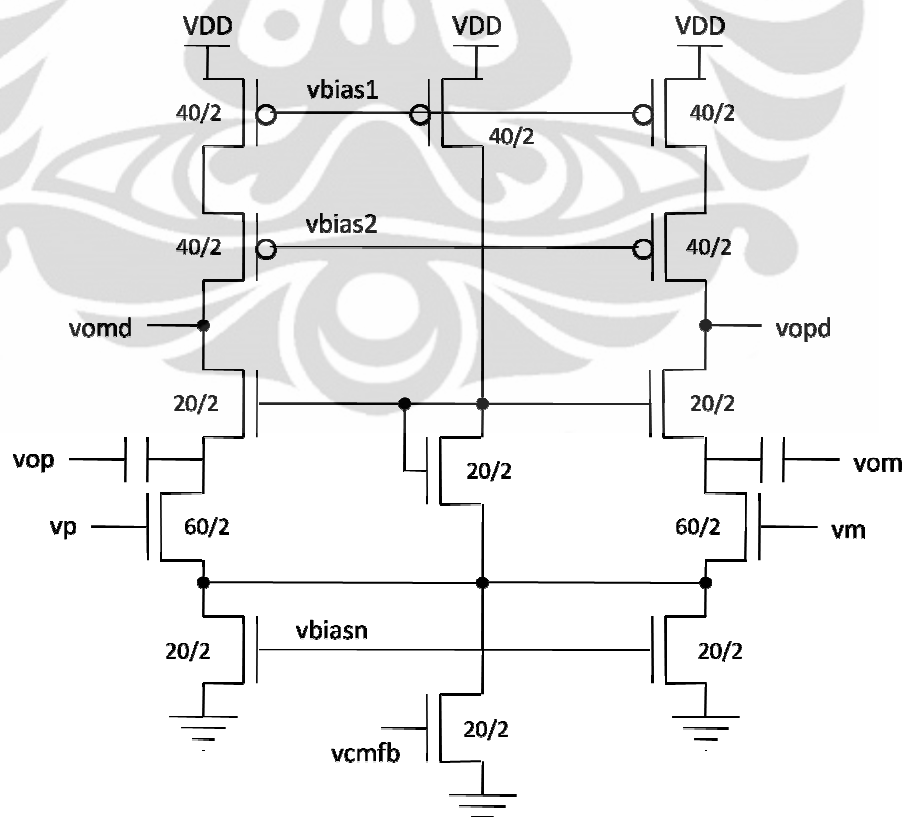 VDD VDD VDD
vbias1
40/2 40/2 40/2
vbias2
40/2 40/2
vomd vopd
20/2 20/2
vop vom
20/2
vp 60/2 60/2 vm
vbiasn
20/2 20/2
20/2
vcmfb